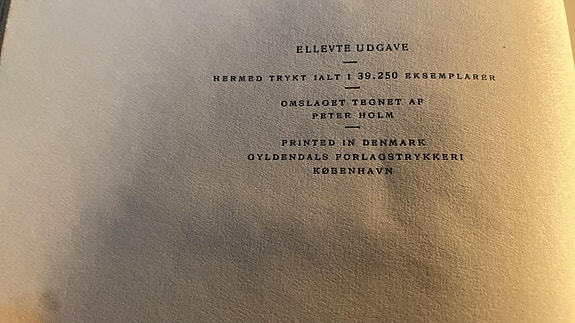 ELLEVTE UDGAVE
HERMED TRYKT IALT I 39.250 EKSEMPLARER
OMSLAGET TEGNET AF
PETER HOLM
PRINTED IN DENMARK
GYLDENDALS FORLAGSTRYKKERI
KØBENHAVN